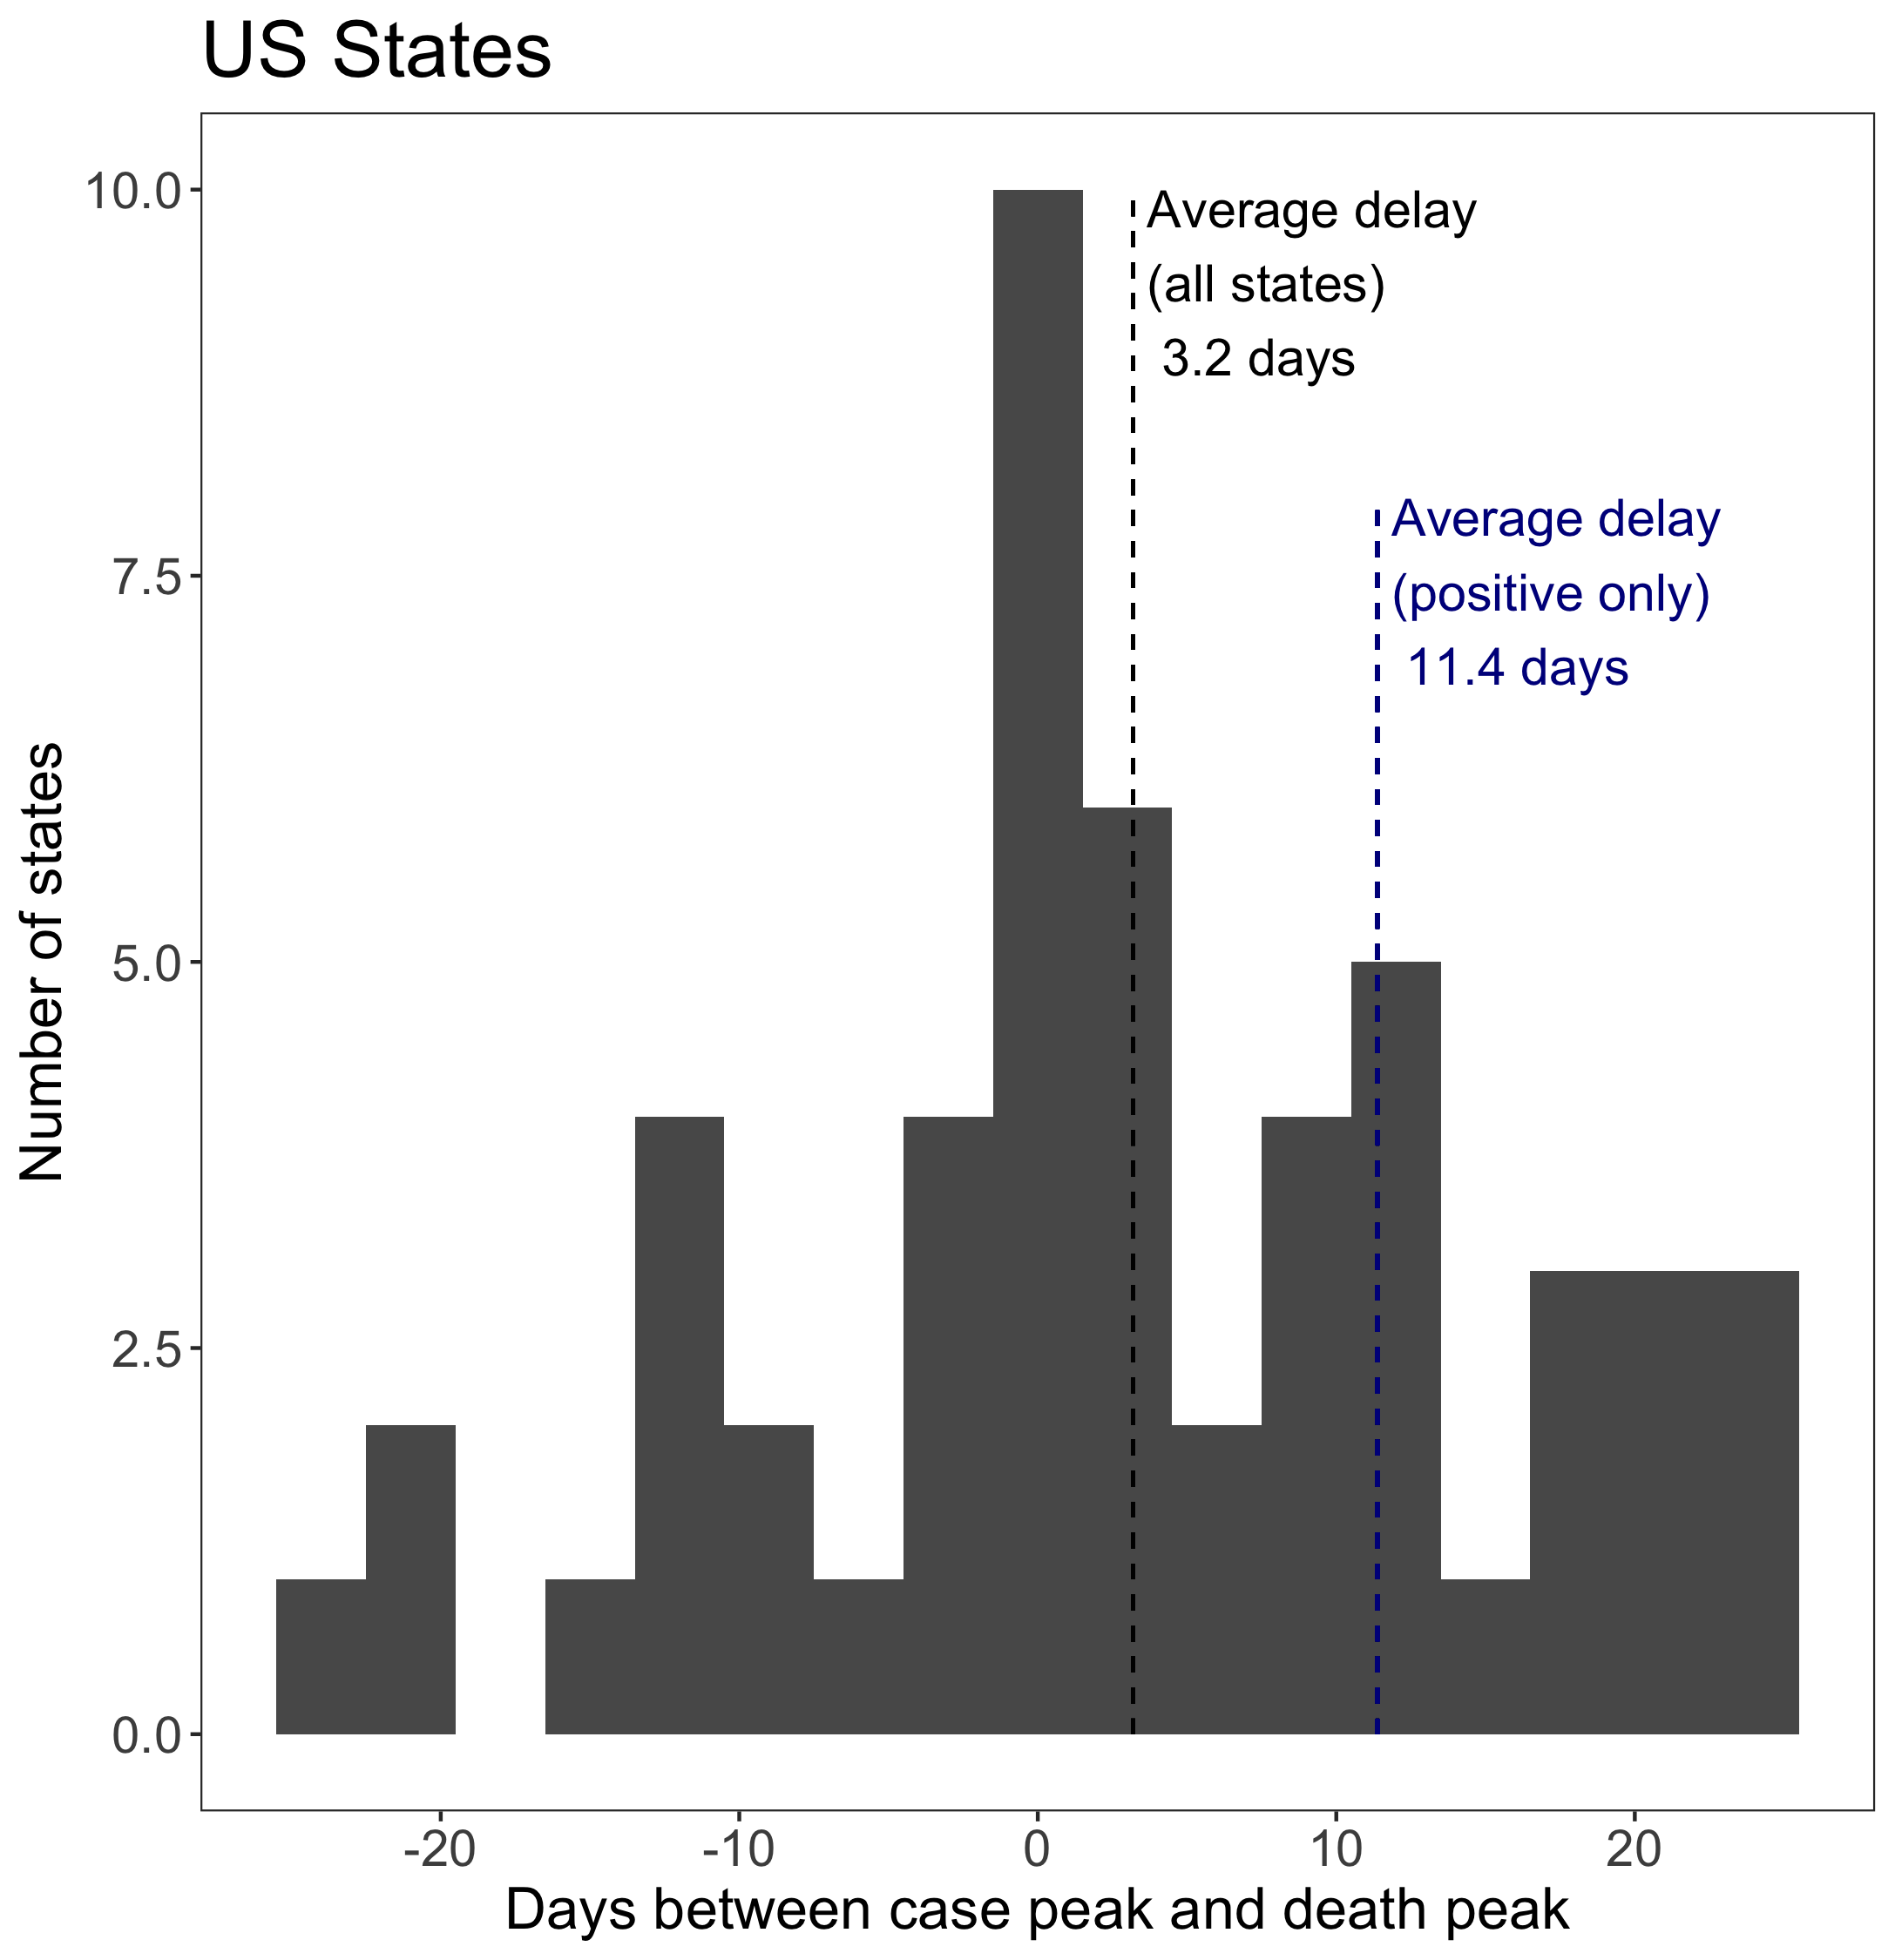 US States
10.0
7.5
5.0
2.5
0.0
Number of states
Average delay
(all states)
3.2 days
Average delay
(positive only)
11.4 days
-20 -10 0 10 20
Days between case peak and death peak